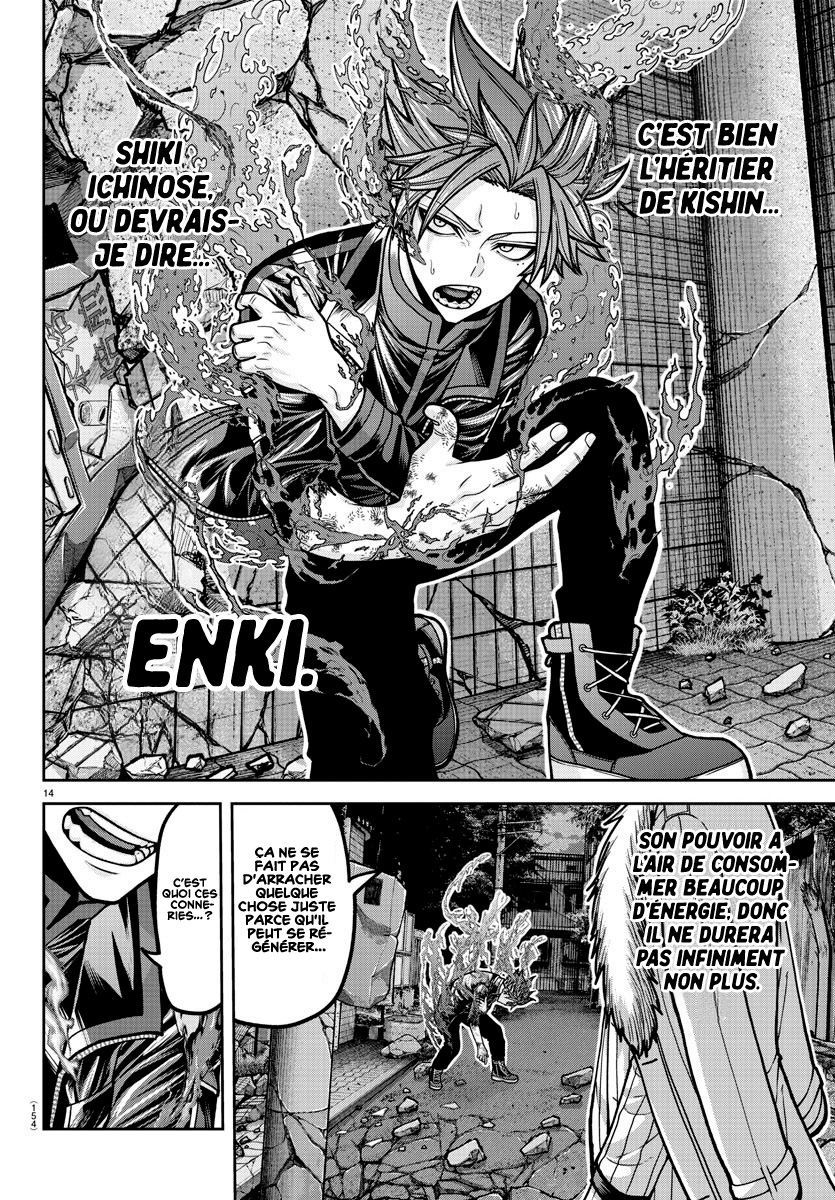 C'EST BIEN
L'HÉRITIER
DE KISHIN...
SHIKI
ICHINOSE,
OU DEVRAIS-
JE DIRE...
ENKI.
14
SON POUVOIR A
L'AIR DE CONSOM-
MER BEAUCOUP
D'ÉNERGIE, DONC
IL NE DURERA
PAS INFINIMENT
NON PLUS.
ÇA NE SE
FAIT PAS
D'ARRACHER
QUELQUE
CHOSE JUSTE
PARCE QU'IL
PEUT SE RÉ-
GÉNÉRER...
C'EST
QUOI CES
CONNE-
RIES...?
(154)